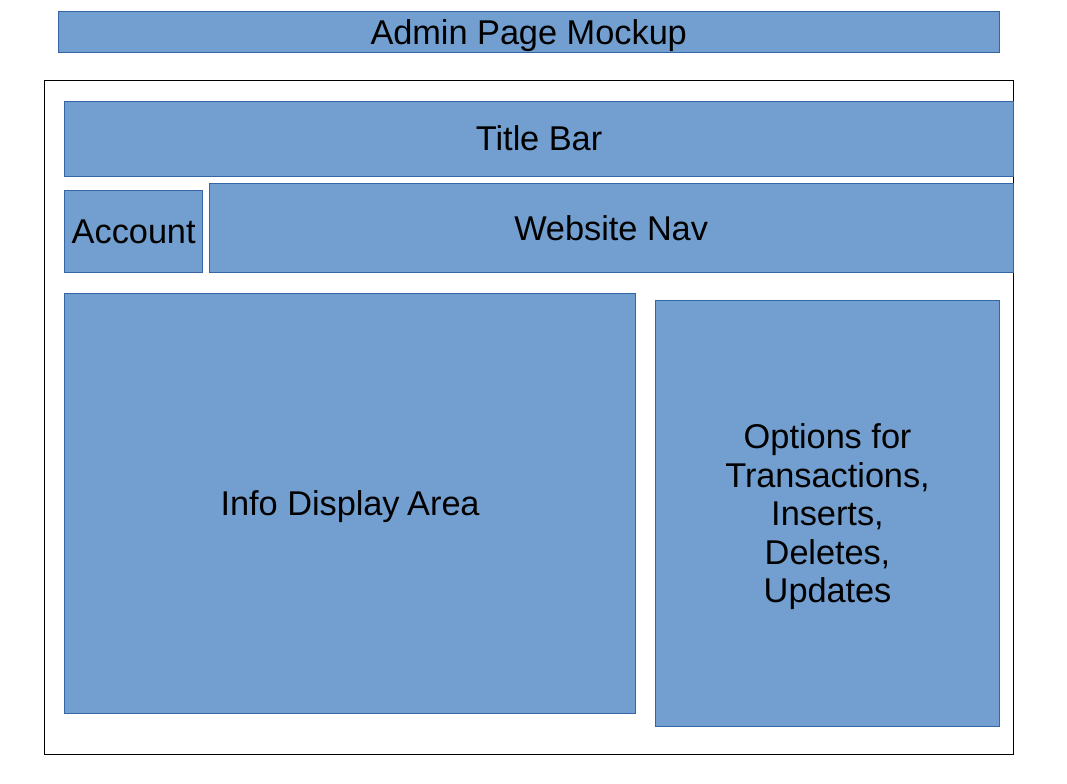 Admin Page Mockup
Title Bar
Account
Website Nav
Info Display Area
Options for
Transactions,
Inserts,
Deletes,
Updates